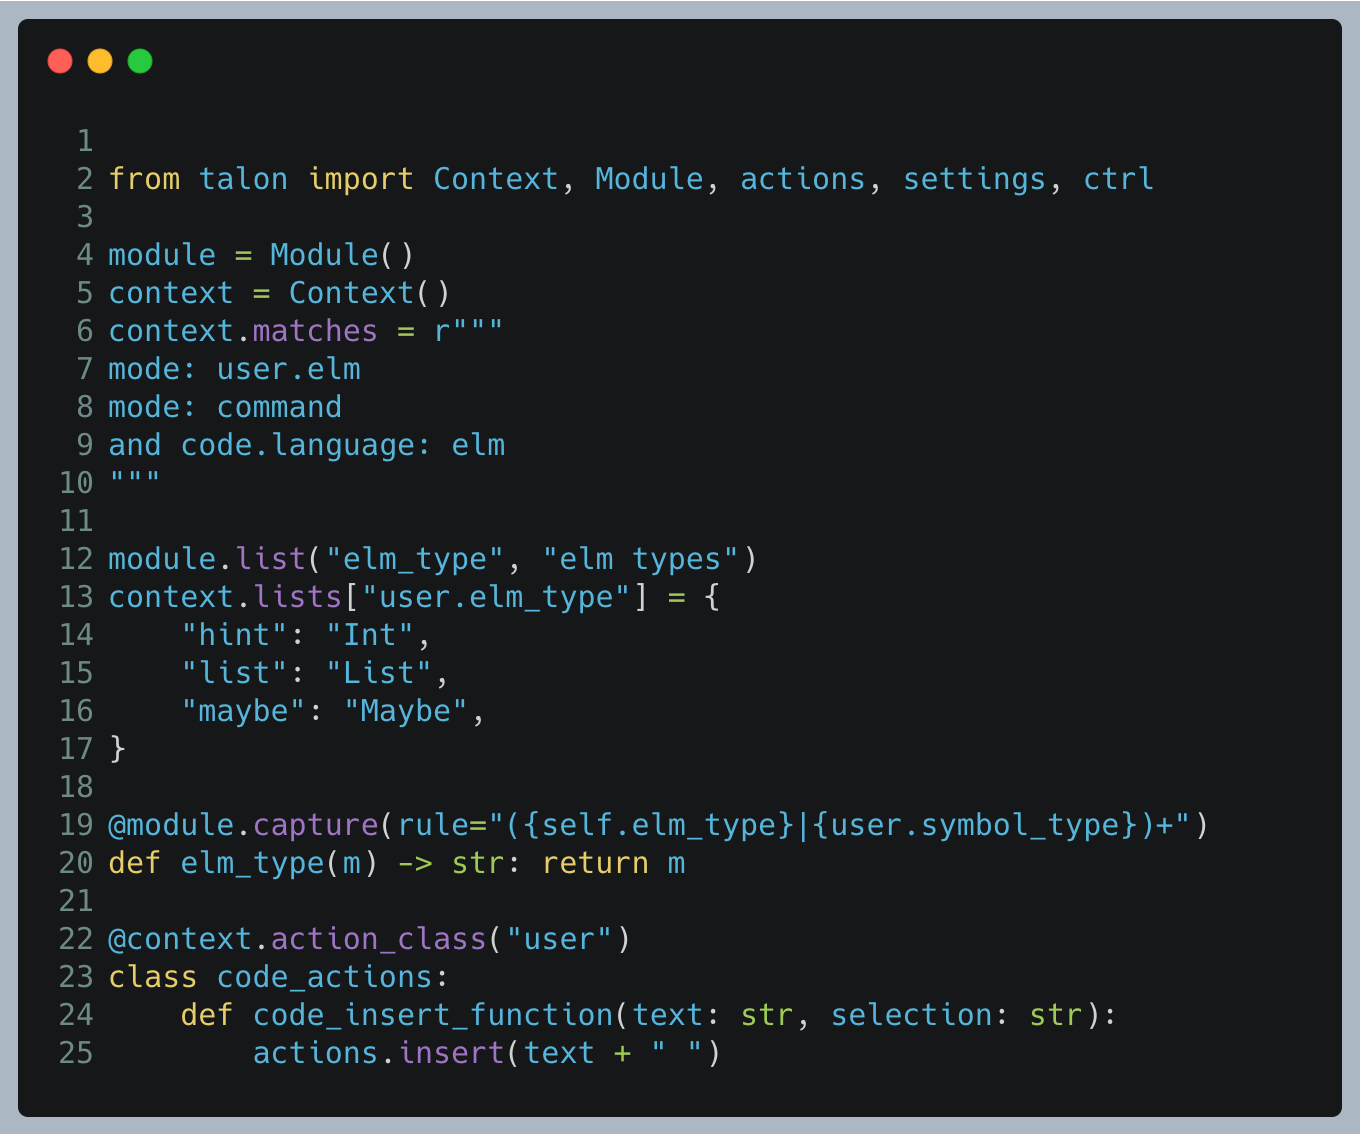 1
2 from talon import Context, Module, actions, settings, ctrl
3
4 module = Module()
5 context = Context()
6 context.matches = r"""
7 mode: user.elm
8 mode: command
9 and code.language: elm
10 """
11
12 module.list("elm_type", "elm types")
13 context.lists["user.elm_type"] = {
14     "hint": "Int",
15     "list": "List",
16     "maybe": "Maybe",
17 }
18
19 @module.capture(rule="({self.elm_type}|{user.symbol_type})+")
20 def elm_type(m) -> str: return m
21
22 @context.action_class("user")
23 class code_actions:
24     def code_insert_function(text: str, selection: str):
25         actions.insert(text + " ")